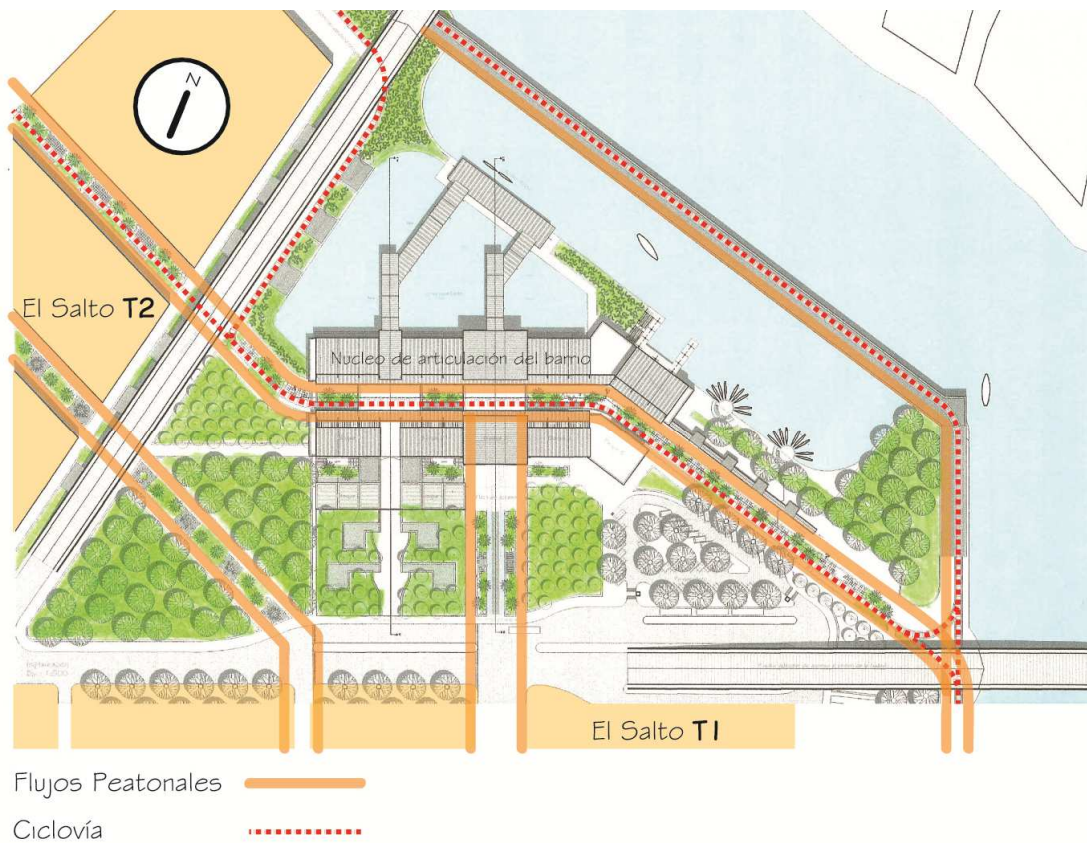 N
El Salto T2
Nucleo de articulación del barrio
El Salto T1
Flujos Peatonales
Ciclovía